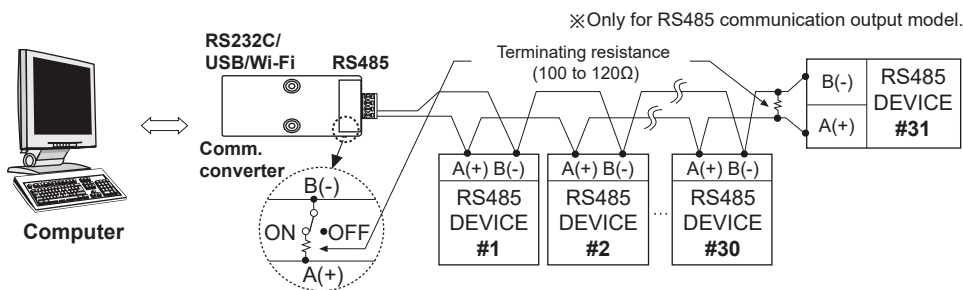 ※Only for RS485 communication output model.
RS232C/
USB/Wi-Fi
RS485
Terminating resistance
(100 to 120Ω)
Comm.
converter
Computer
B(-)
ON
OFF
A(+)
A(+) B(-)
RS485
DEVICE
#1
A(+) B(-)
RS485
DEVICE
#2
...
A(+) B(-)
RS485
DEVICE
#30
B(-)
A(+)
RS485
DEVICE
#31